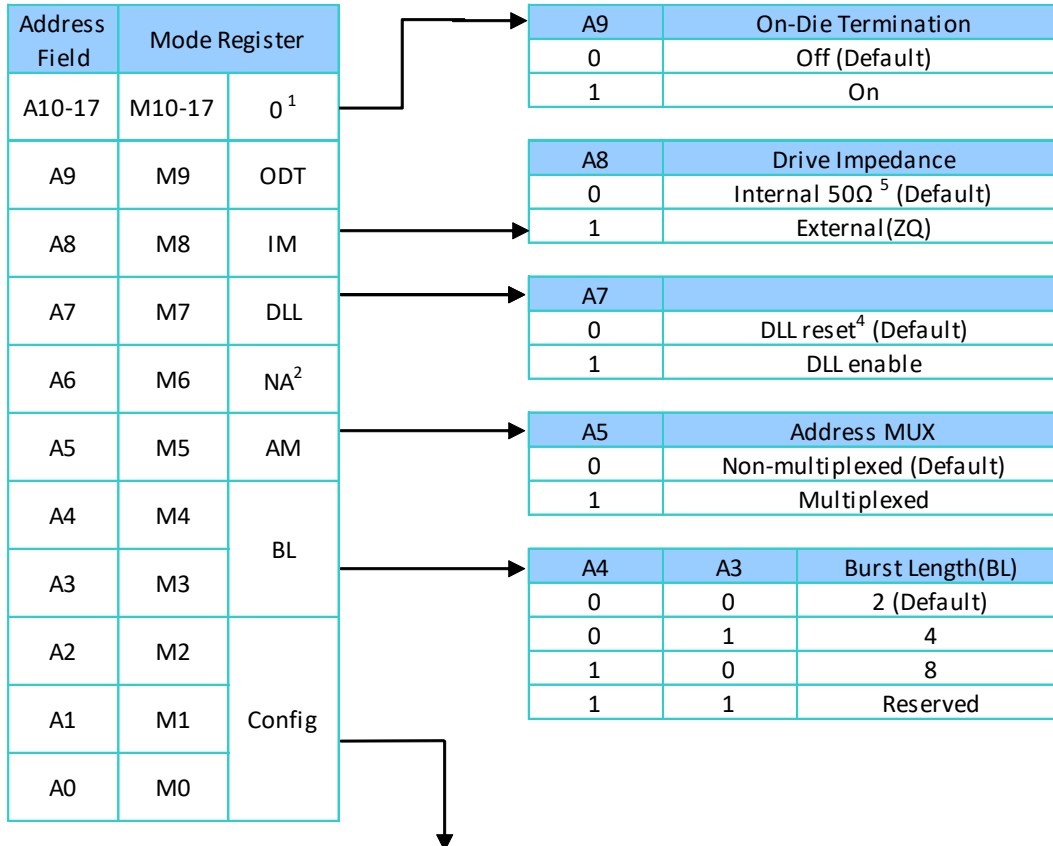 Address Field Mode Register
A10-17 M10-17 0¹
A9 M9 ODT
A8 M8 IM
A7 M7 DLL
A6 M6 NA²
A5 M5 AM
A4 M4 BL
A3 M3
A2 M2 Config
A1 M1
A0 M0
A9 On-Die Termination
0 Off (Default)
1 On
A8 Drive Impedance
0 Internal 50Ω ⁵ (Default)
1 External(ZQ)
A7
0 DLL reset⁴ (Default)
1 DLL enable
A5 Address MUX
0 Non-multiplexed (Default)
1 Multiplexed
A4 A3 Burst Length(BL)
0 0 2 (Default)
0 1 4
1 0 8
1 1 Reserved